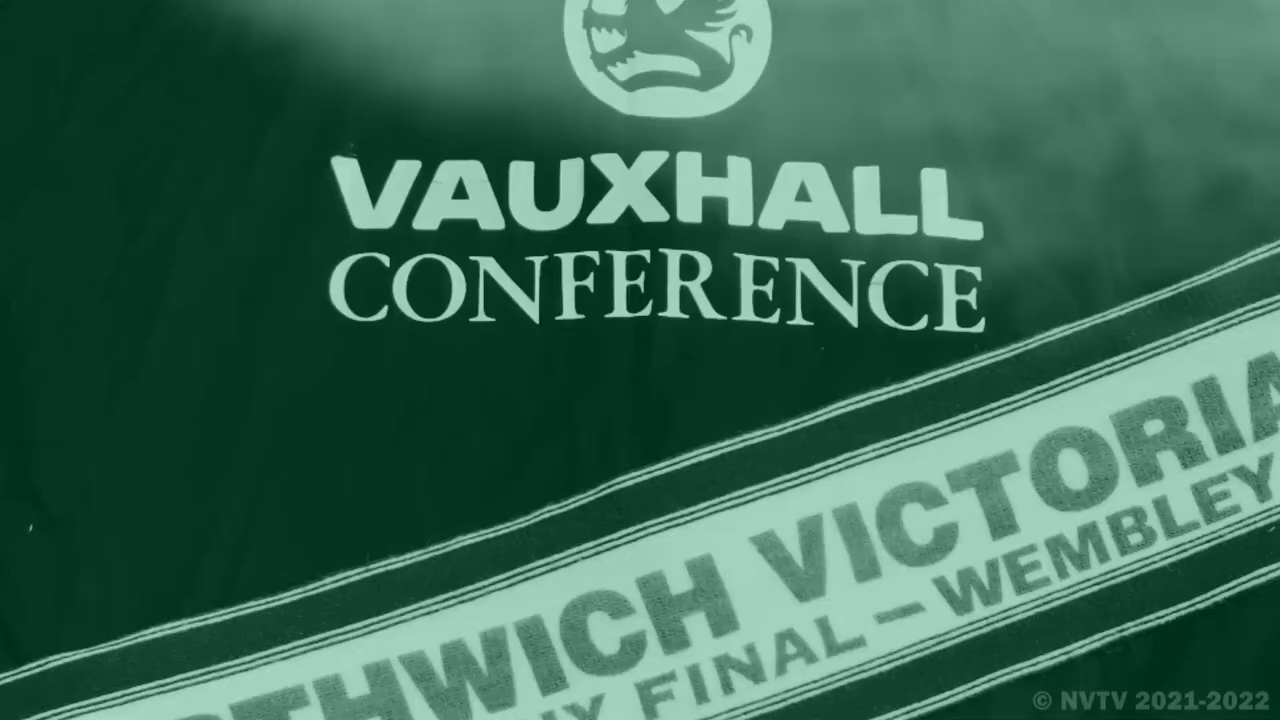 VAUXHALL
CONFERENCE
THWICH VICTORIA
FINAL – WEMBLEY
© NVTV 2021-2022